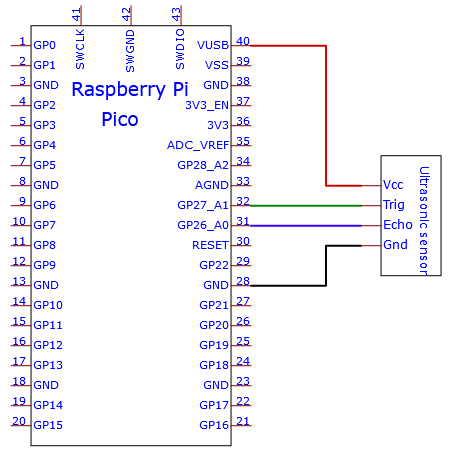 41 42 43
SWCLK SWGND SWDIO
Raspberry Pi
Pico
1 GP0 VUSB 40
2 GP1 VSS 39
3 GND GND 38
4 GP2 3V3_EN 37
5 GP3 3V3 36
6 GP4 ADC_VREF 35
7 GP5 GP28_A2 34
8 GND AGND 33
9 GP6 GP27_A1 32
10 GP7 GP26_A0 31
11 GP8 RESET 30
12 GP9 GP22 29
13 GND GND 28
14 GP10 GP21 27
15 GP11 GP20 26
16 GP12 GP19 25
17 GP13 GP18 24
18 GND GND 23
19 GP14 GP17 22
20 GP15 GP16 21
Vcc
Trig
Echo
Gnd
Ultrasonic sensor